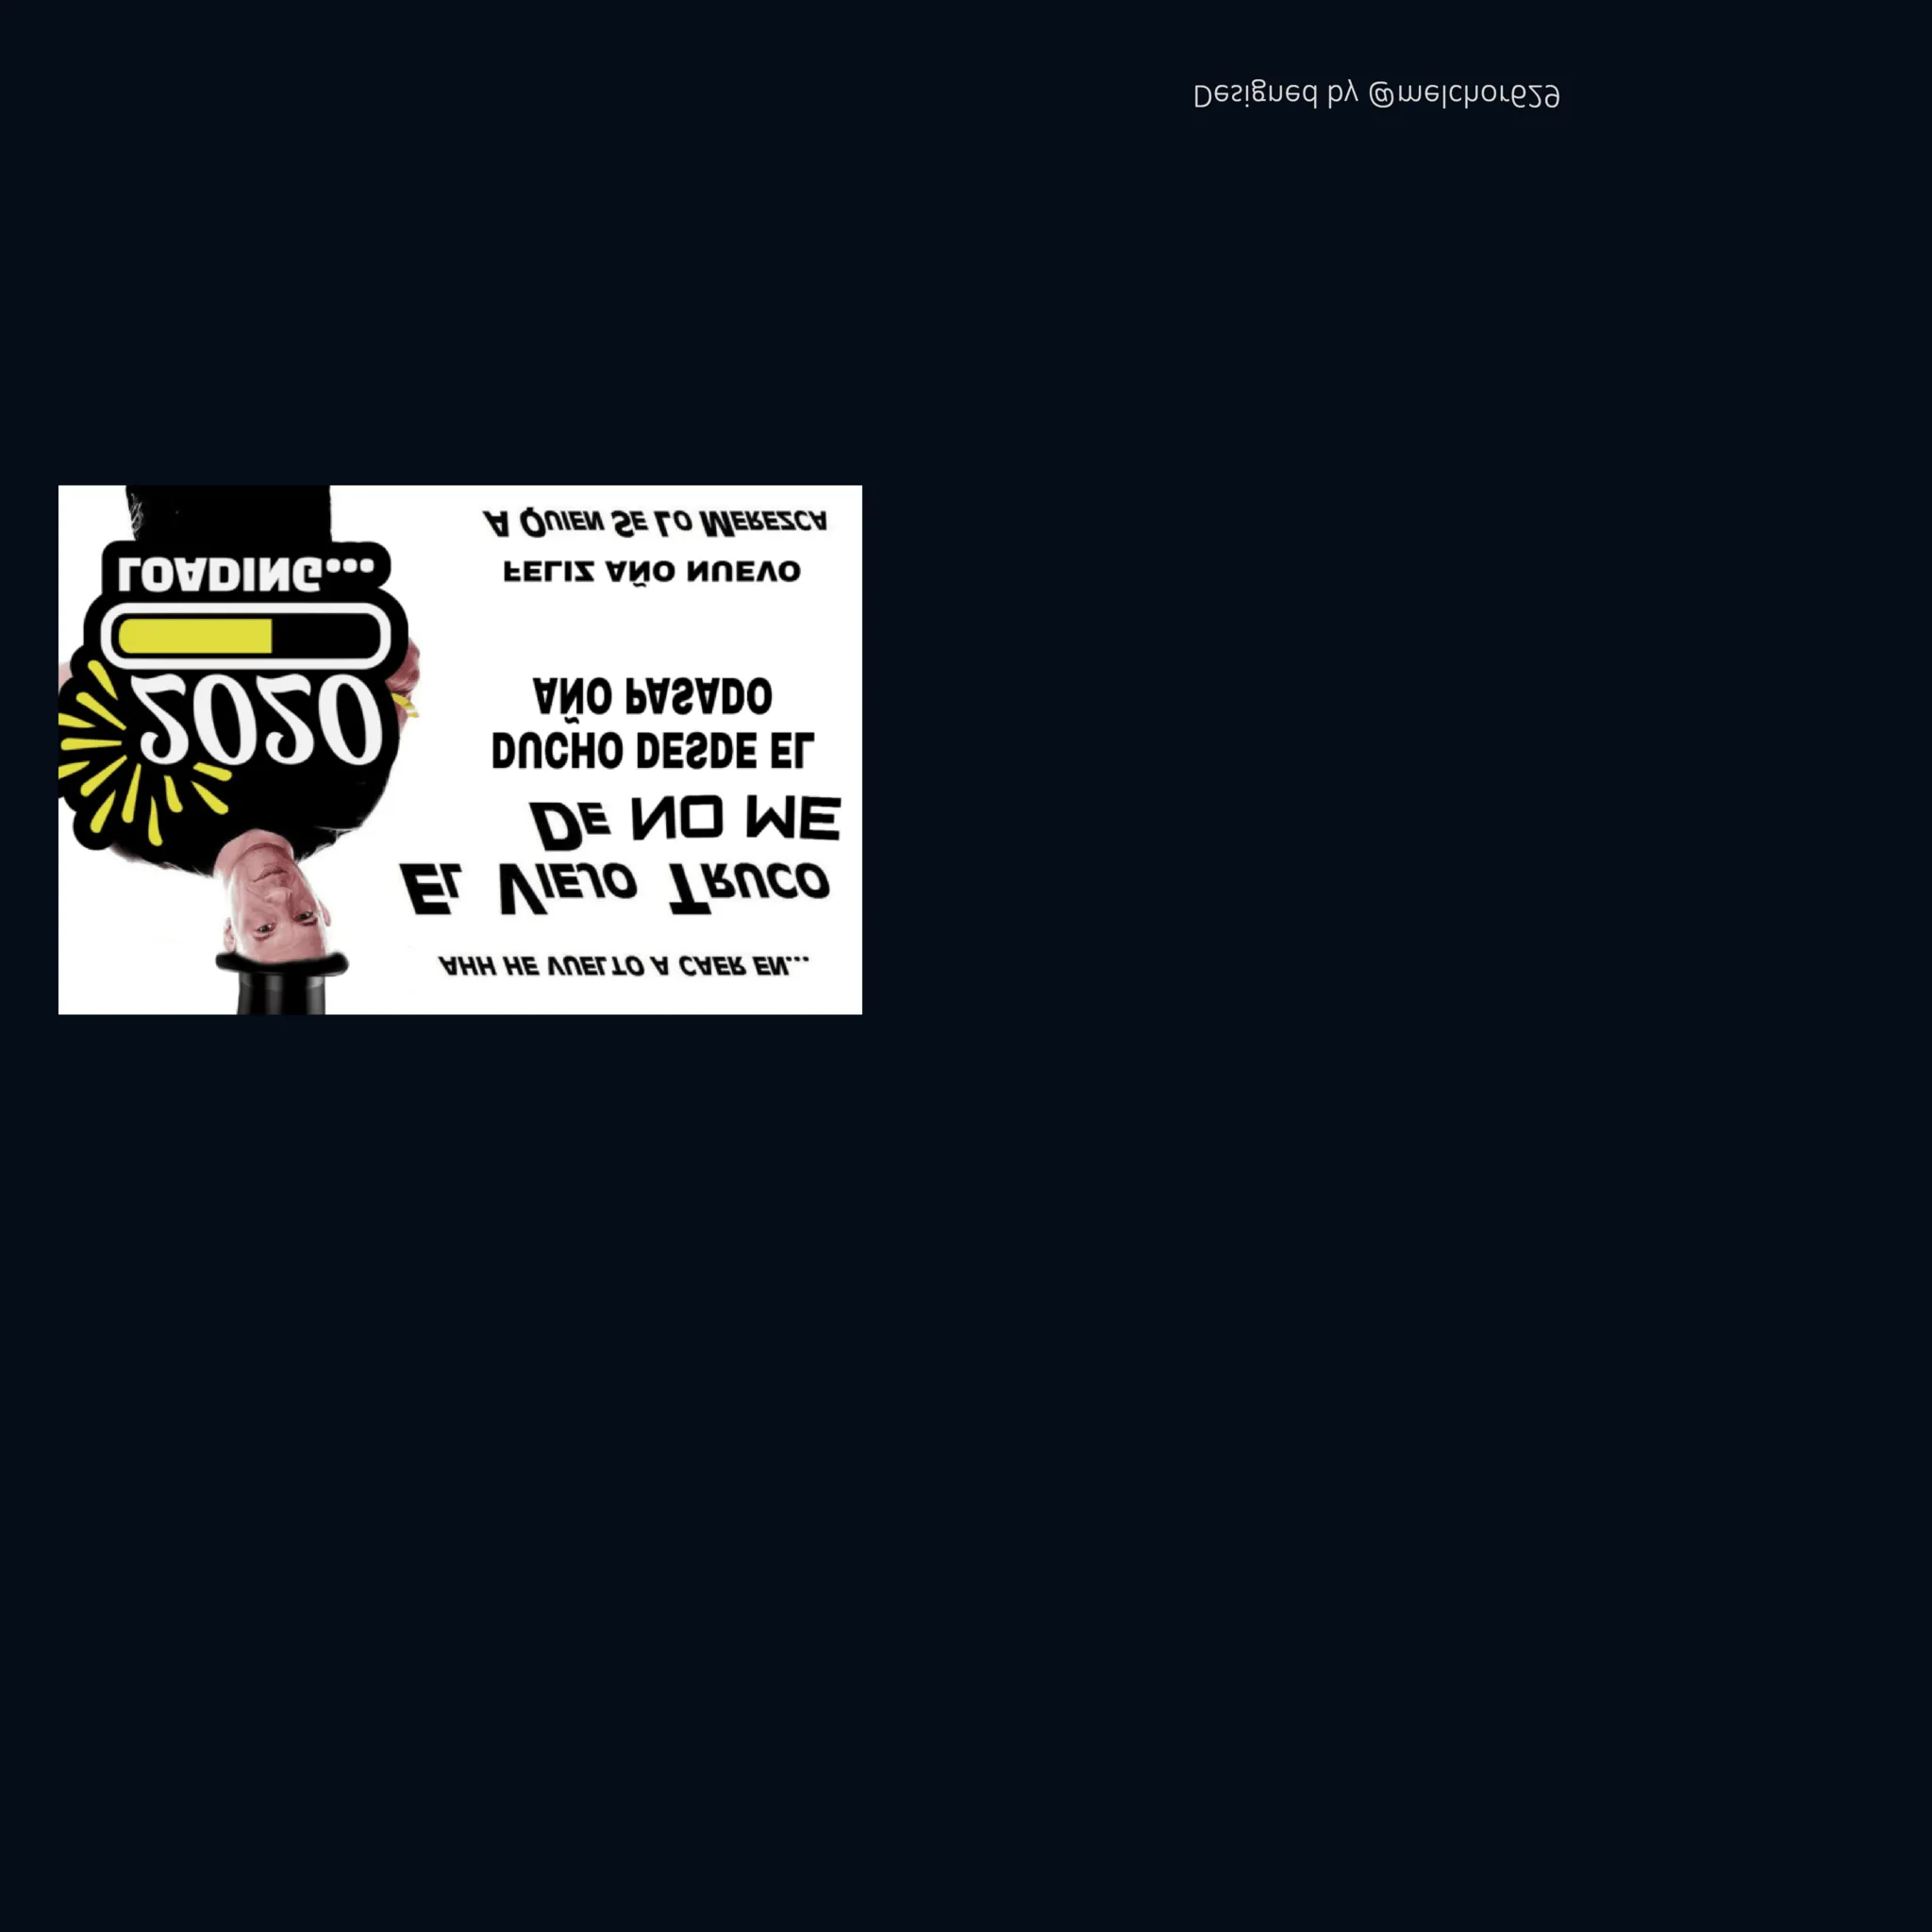 AHH HE VUELTO A CAER EN...
EL VIEJO TRUCO
DE NO ME
DUCHO DESDE EL
AÑO PASADO
FELIZ AÑO NUEVO
A QUIEN SE LO MEREZCA
2020
LOADING...
Designed by @melchor629